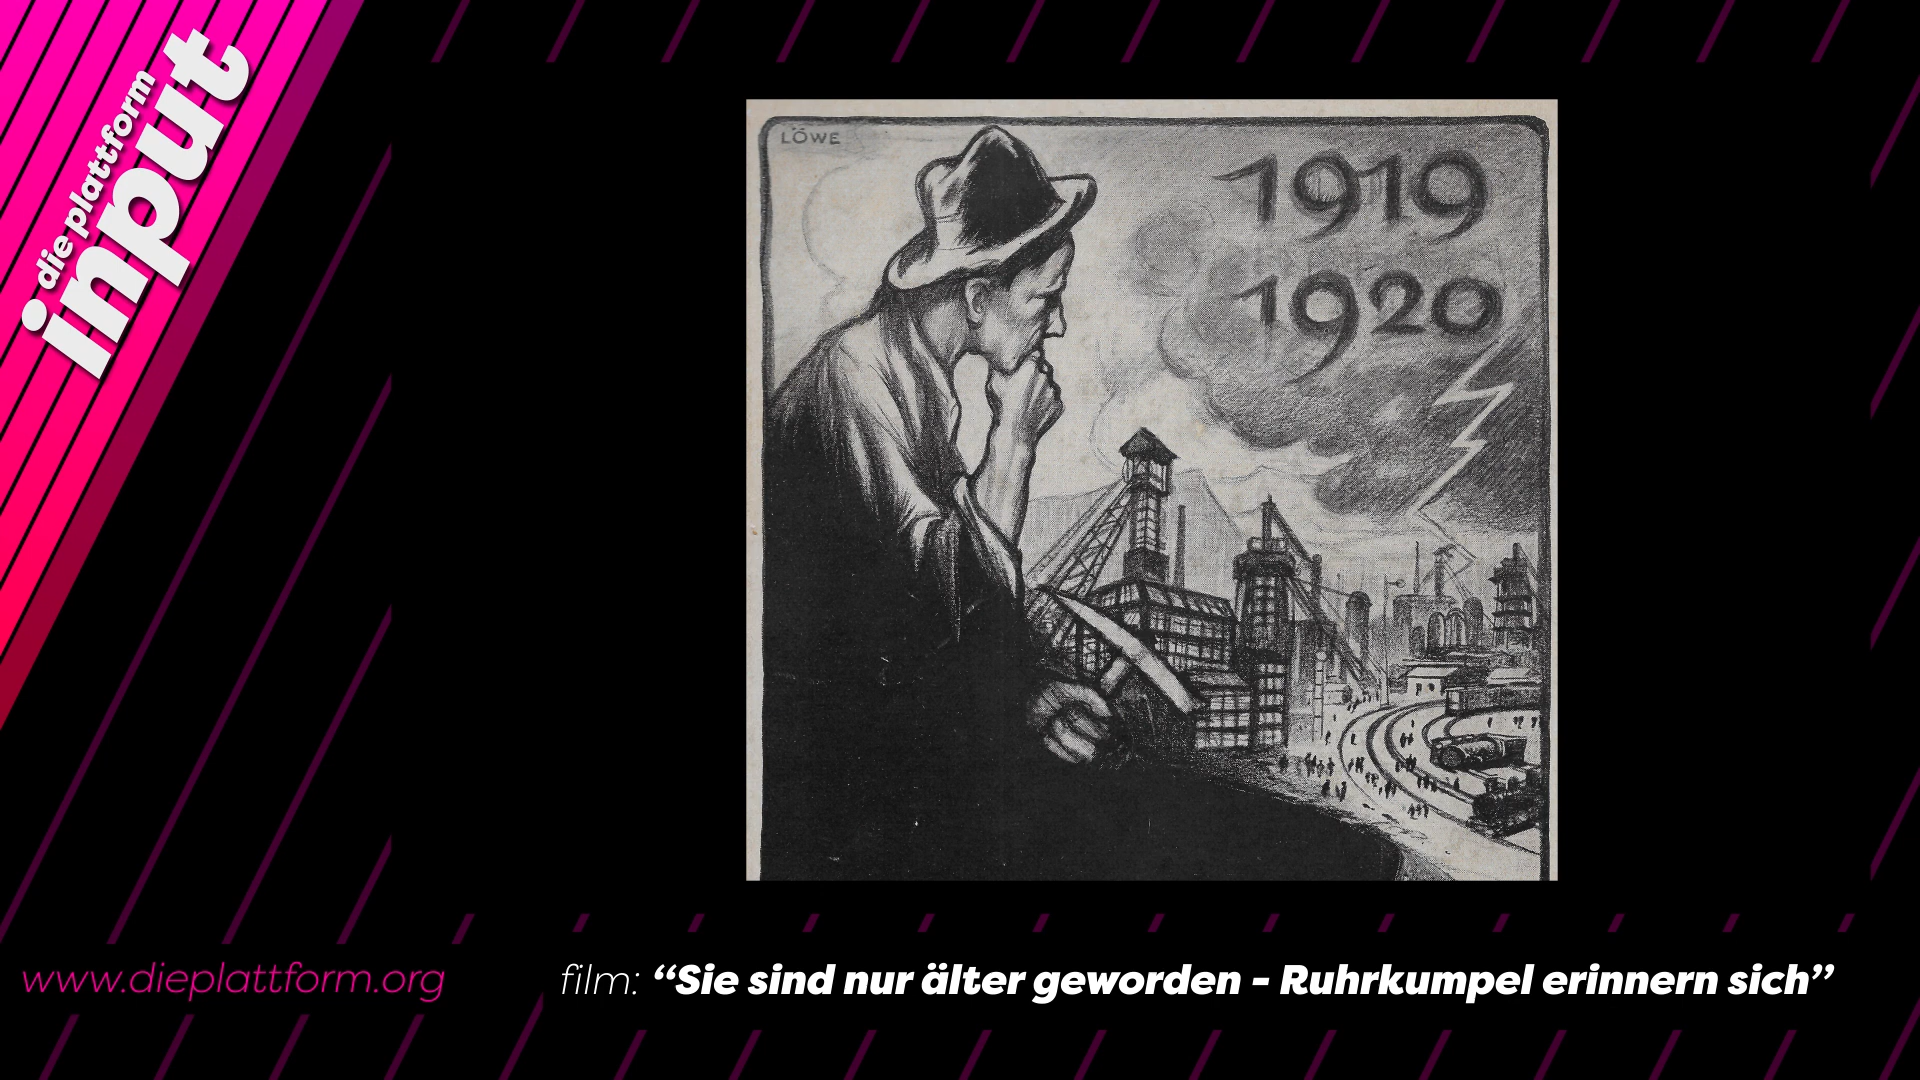 die plattform
input
LÖWE
1919
1920
www.dieplattform.org
film: “Sie sind nur älter geworden - Ruhrkumpel erinnern sich”